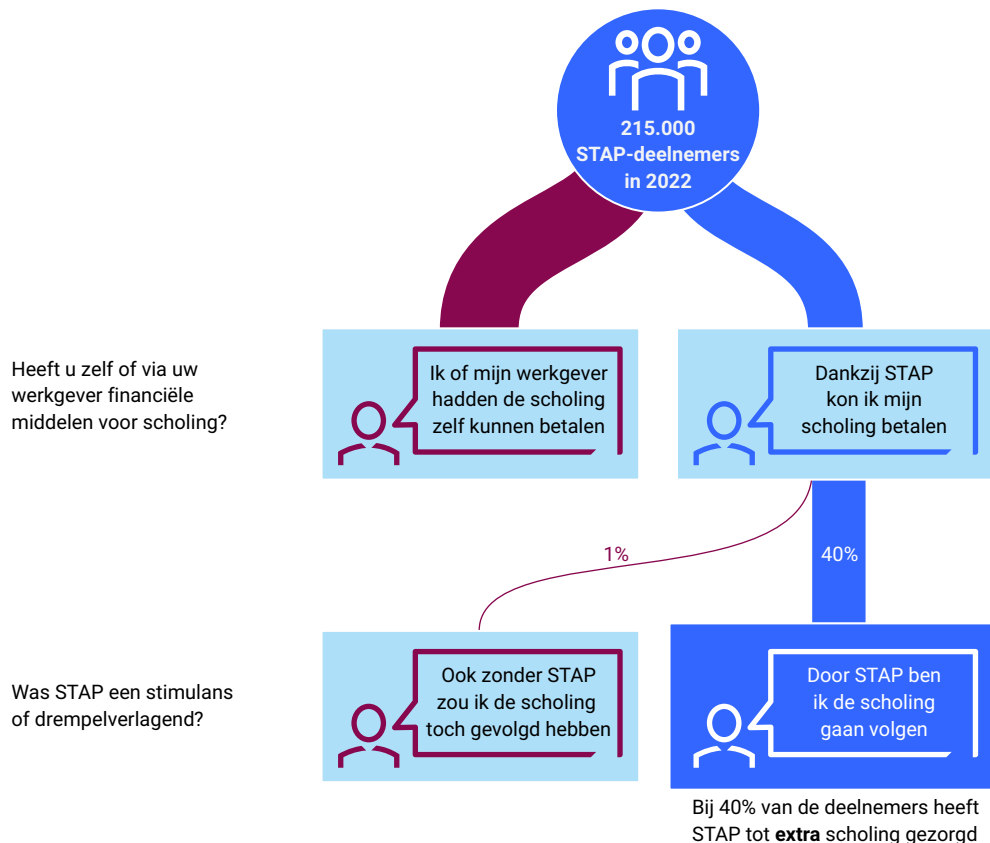 215.000
STAP-deelnemers
in 2022
Heeft u zelf of via uw
werkgever financiële
middelen voor scholing?
Ik of mijn werkgever
hadden de scholing
zelf kunnen betalen
Dankzij STAP
kon ik mijn
scholing betalen
1%
40%
Was STAP een stimulans
of drempelverlagend?
Ook zonder STAP
zou ik de scholing
toch gevolgd hebben
Door STAP ben
ik de scholing
gaan volgen
Bij 40% van de deelnemers heeft
STAP tot extra scholing gezorgd